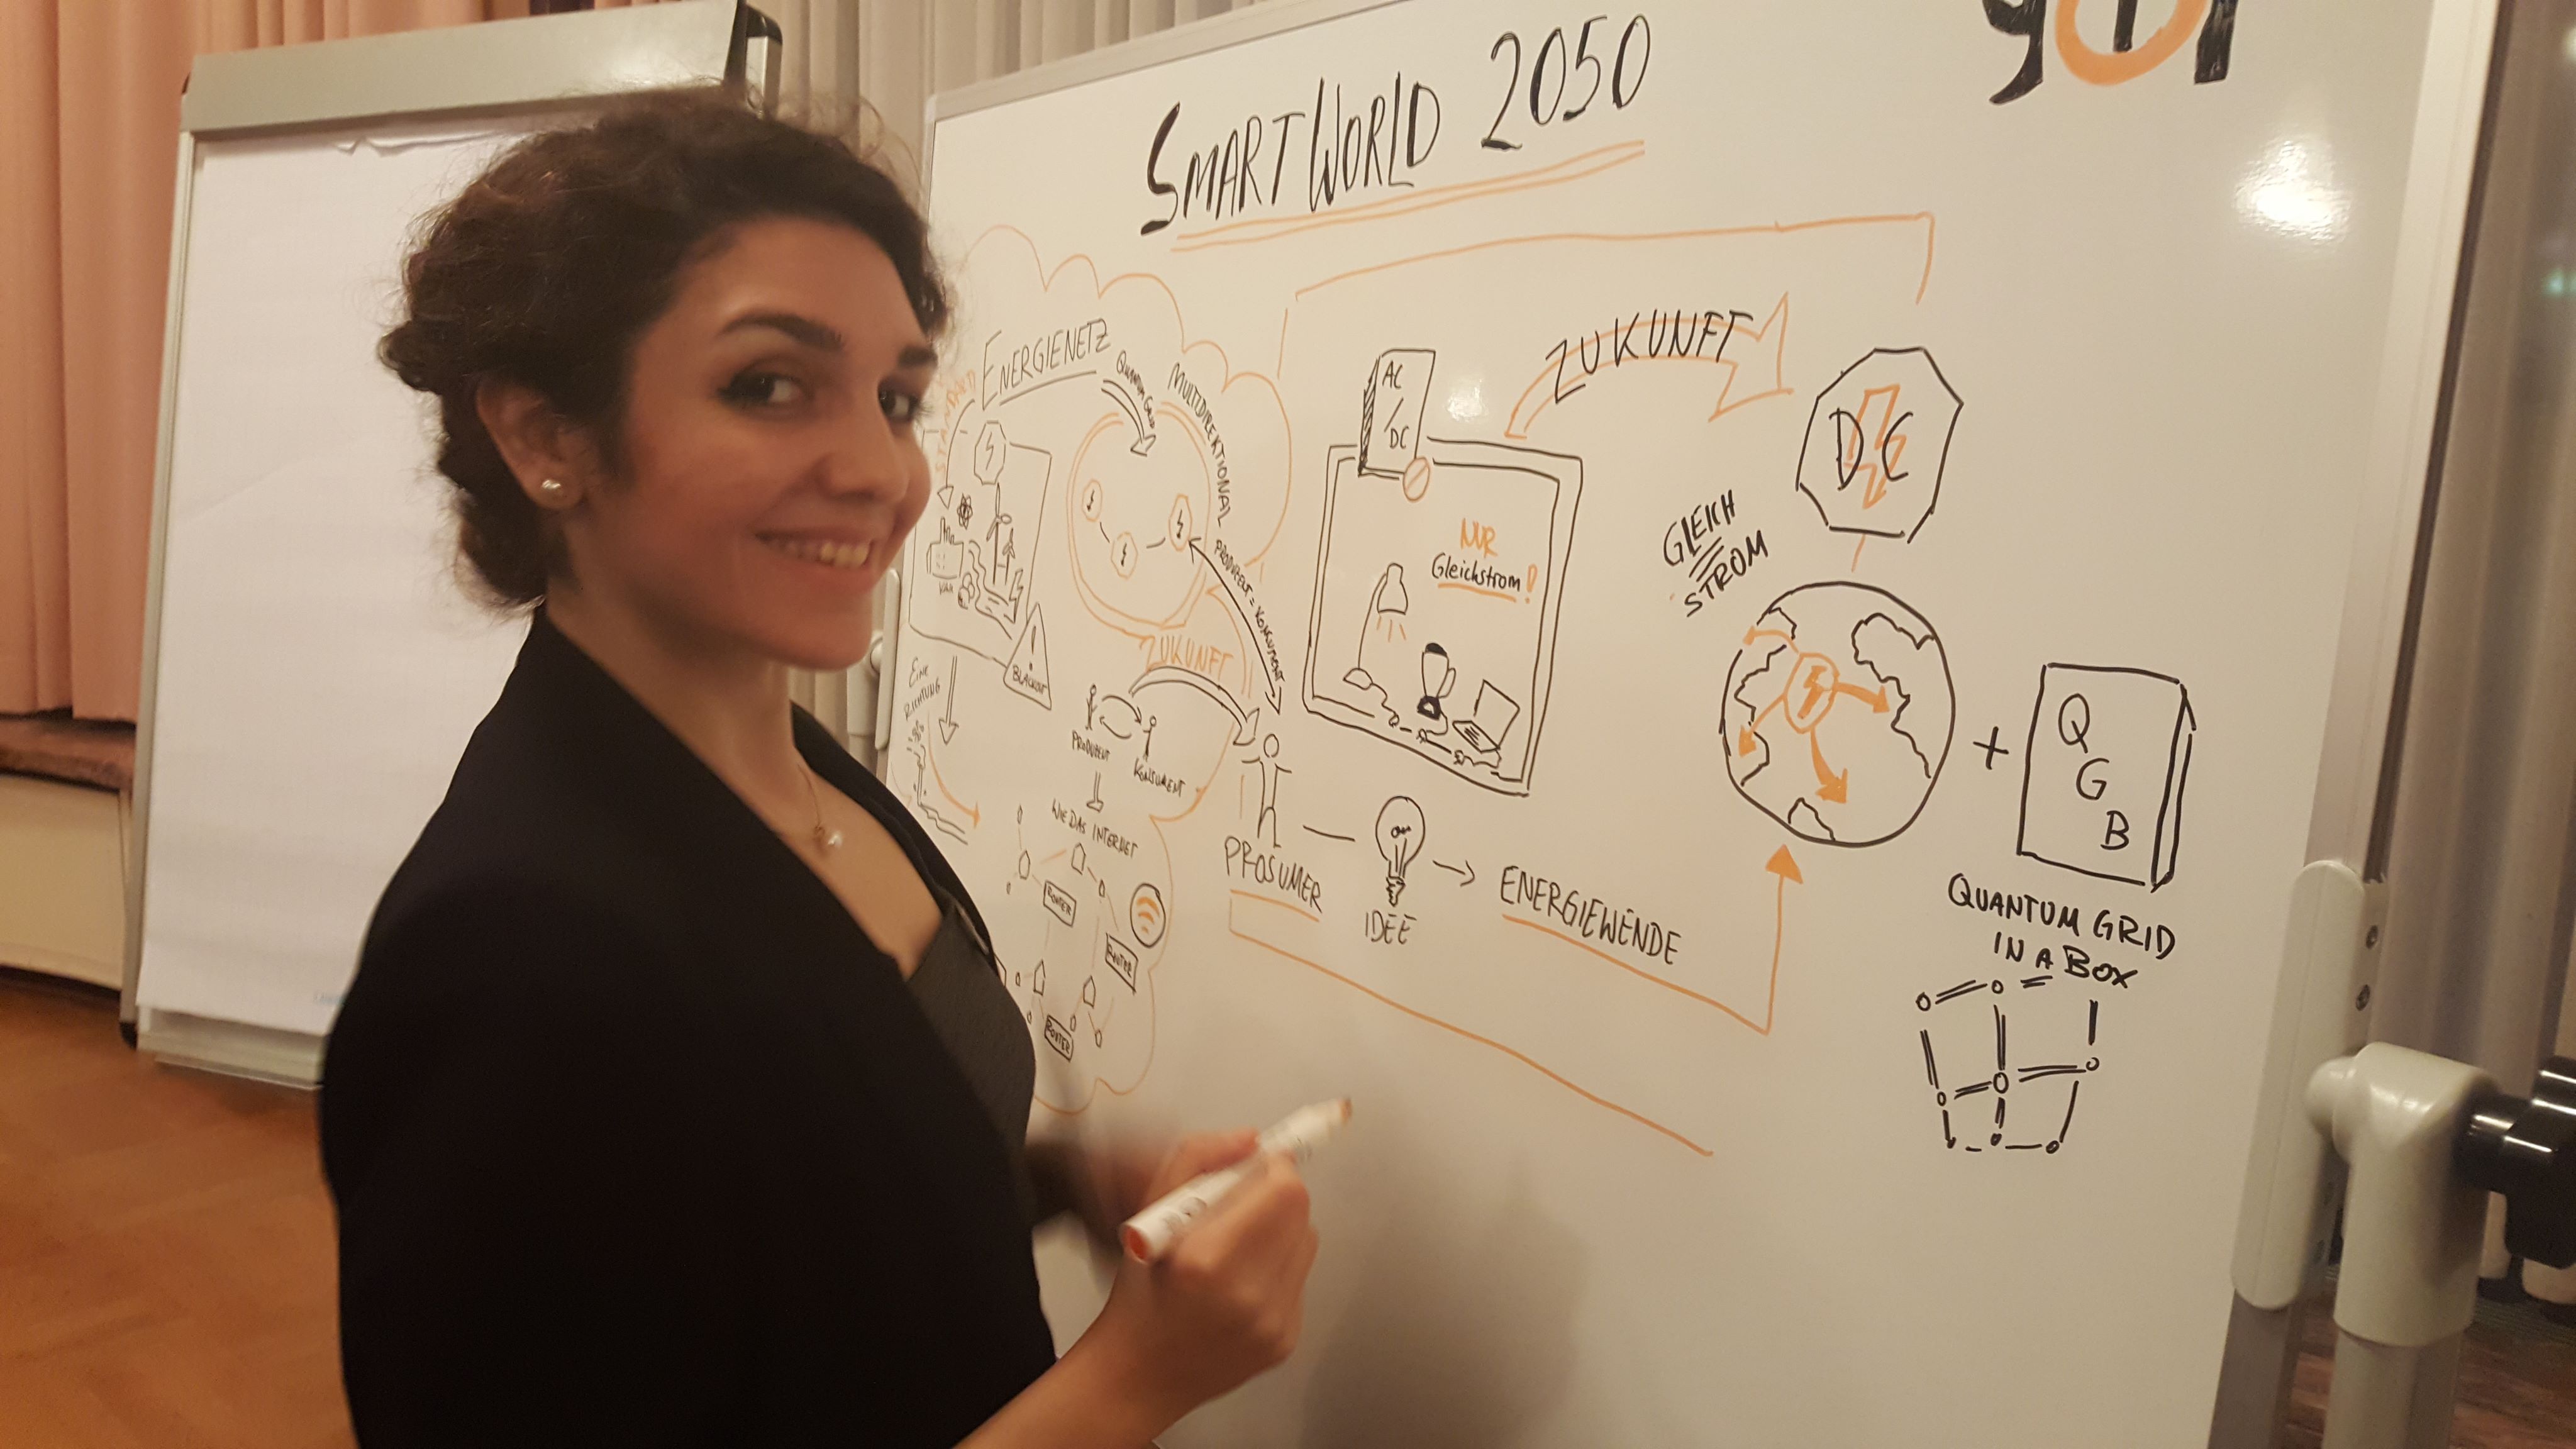 SMART WORLD 2050
ENERGIENETZ
QUANTUM GRID
MULTIDIREKTIONAL
PRODUZENT = KONSUMENT
BLACKOUT
EINE
RICHTUNG
ZUKUNFT
PRODUZENT
KONSUMENT
WIE DAS INTERNET
ROUTER
ROUTER
ROUTER
AC
/
DC
NUR
Gleichstrom!
ZUKUNFT
DC
GLEICH
STROM
PROSUMER
IDEE
ENERGIEWENDE
+
Q
G
B
QUANTUM GRID
IN A BOX